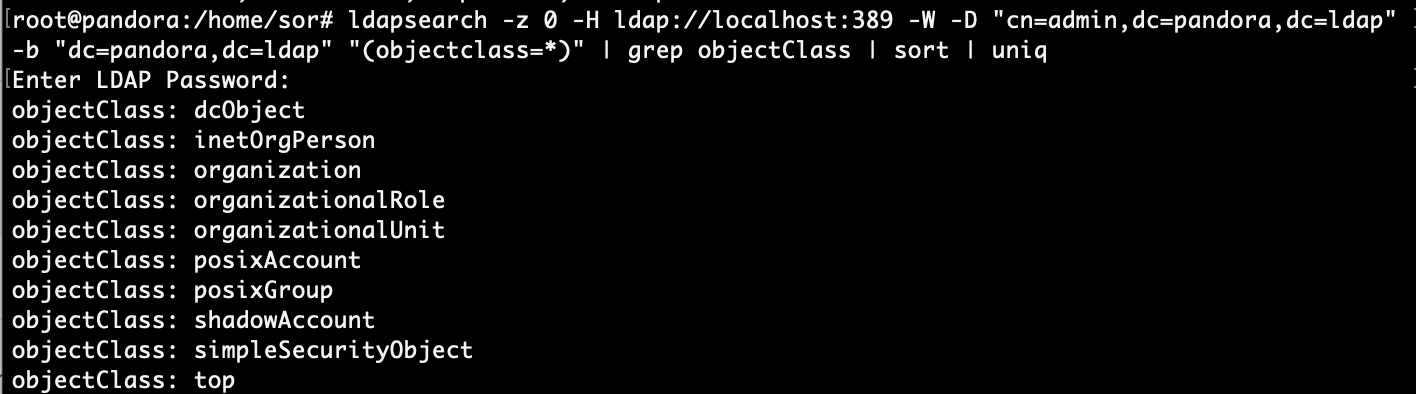 [root@pandora:/home/sor# ldapsearch -z 0 -H ldap://localhost:389 -W -D "cn=admin,dc=pandora,dc=ldap"
-b "dc=pandora,dc=ldap" "(objectclass=*)" | grep objectClass | sort | uniq
[Enter LDAP Password:
objectClass: dcObject
objectClass: inetOrgPerson
objectClass: organization
objectClass: organizationalRole
objectClass: organizationalUnit
objectClass: posixAccount
objectClass: posixGroup
objectClass: shadowAccount
objectClass: simpleSecurityObject
objectClass: top